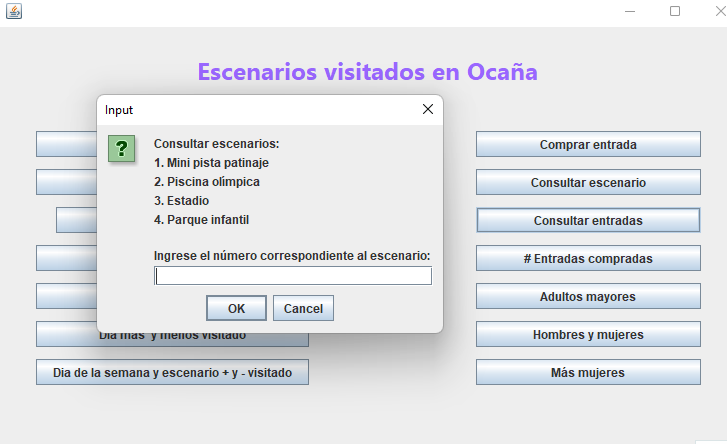 Escenarios visitados en Ocaña
Input
Consultar escenarios:
1. Mini pista patinaje
2. Piscina olímpica
3. Estadio
4. Parque infantil
Ingrese el número correspondiente al escenario:
OK
Cancel
Dia mas y menos visitado
Dia de la semana y escenario + y - visitado
Comprar entrada
Consultar escenario
Consultar entradas
# Entradas compradas
Adultos mayores
Hombres y mujeres
Más mujeres